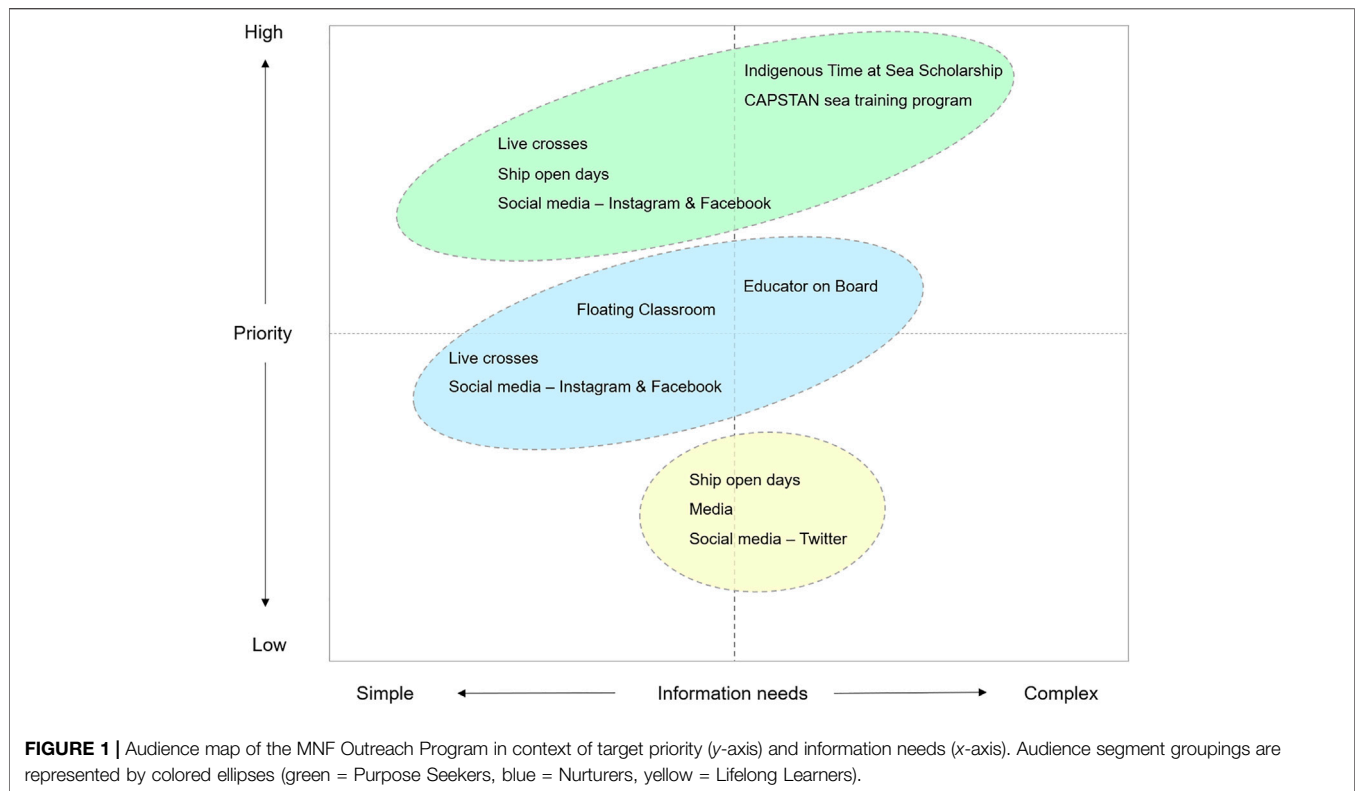 High
Indigenous Time at Sea Scholarship
CAPSTAN sea training program
Live crosses
Ship open days
Social media – Instagram & Facebook
Educator on Board
Floating Classroom
Priority
Live crosses
Social media – Instagram & Facebook
Ship open days
Media
Social media – Twitter
Low
Simple
Information needs
Complex
FIGURE 1 | Audience map of the MNF Outreach Program in context of target priority (y-axis) and information needs (x-axis). Audience segment groupings are
represented by colored ellipses (green = Purpose Seekers, blue = Nurturers, yellow = Lifelong Learners).